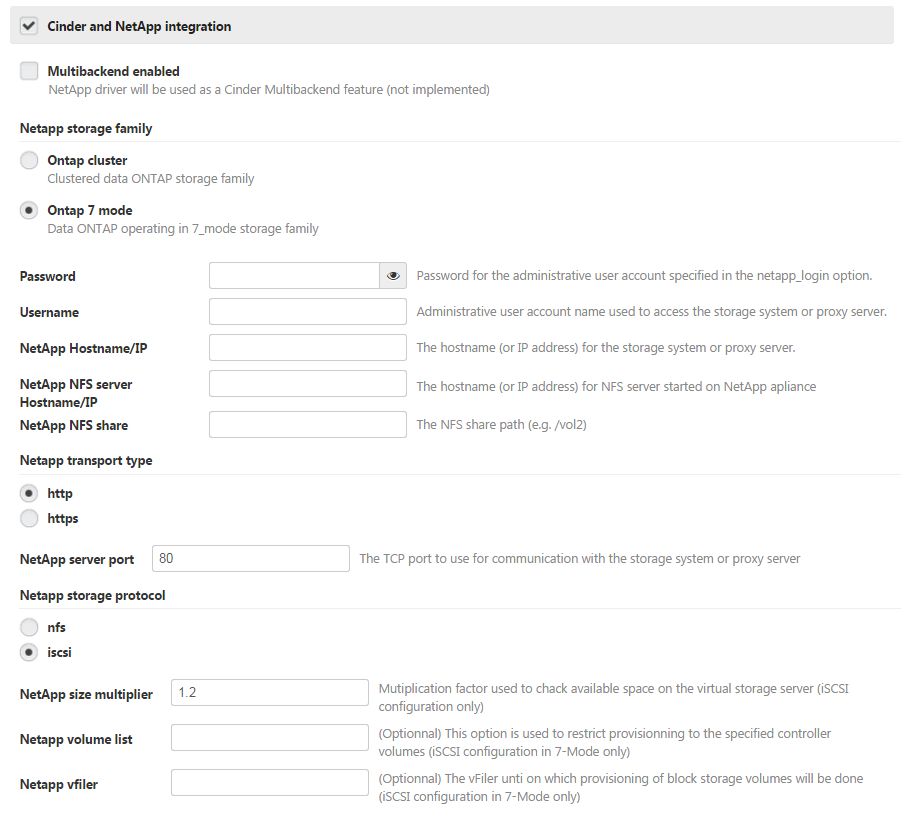 Cinder and NetApp integration
Multibackend enabled
NetApp driver will be used as a Cinder Multibackend feature (not implemented)
Netapp storage family
Ontap cluster
Clustered data ONTAP storage family
Ontap 7 mode
Data ONTAP operating in 7_mode storage family
Password Password for the administrative user account specified in the netapp_login option.
Username Administrative user account name used to access the storage system or proxy server.
NetApp Hostname/IP The hostname (or IP address) for the storage system or proxy server.
NetApp NFS server
Hostname/IP
The hostname (or IP address) for NFS server started on NetApp apliance
NetApp NFS share The NFS share path (e.g. /vol2)
Netapp transport type
http
https
NetApp server port 80 The TCP port to use for communication with the storage system or proxy server
Netapp storage protocol
nfs
iscsi
NetApp size multiplier 1.2 Mutiplication factor used to chack available space on the virtual storage server (iSCSI
configuration only)
Netapp volume list (Optionnal) This option is used to restrict provisionning to the specified controller
volumes (iSCSI configuration in 7-Mode only)
Netapp vfiler (Optionnal) The vFiler unti on which provisioning of block storage volumes will be done
(iSCSI configuration in 7-Mode only)